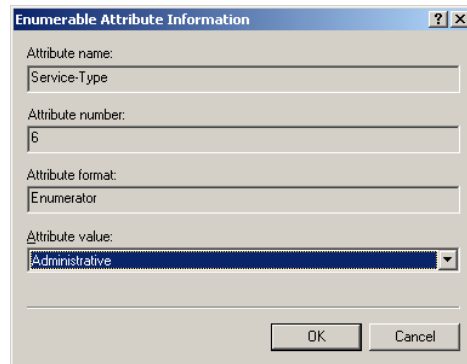 Enumerable Attribute Information
Attribute name:
Service-Type
Attribute number:
6
Attribute format:
Enumerator
Attribute value:
Administrative
OK Cancel